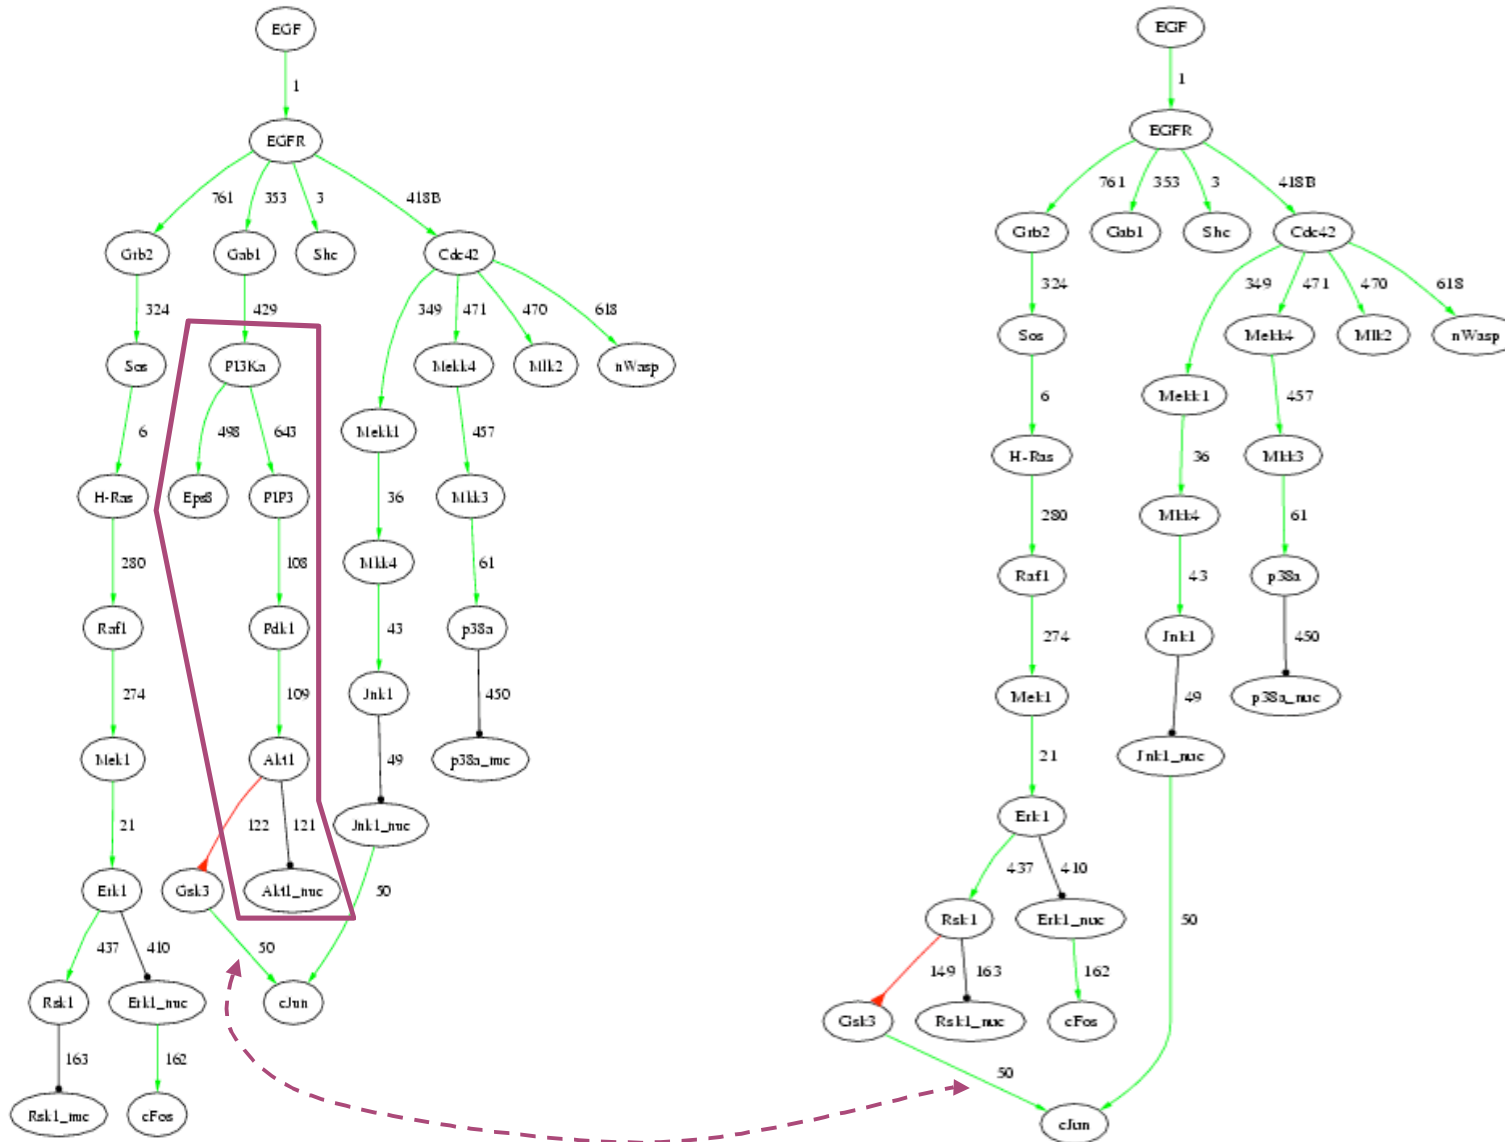 EGF
1
EGFR
761 353 3 418B
Grb2 Gab1 Shc Cdc42
324 429 349 471 470 618
Sos PI3Ka Mekk4 Mlk2 nWasp
6 498 643 Mekk1 457
H-Ras Eps8 PIP3 36 Mkk3
280 108 Mkk4 61
Raf1 Pdk1 43 p38a
274 109 Jnk1 450
Mek1 Akt1 49 p38a_nuc
21 122 121 Jnk1_nuc
Erk1 Gsk3 Akt1_nuc 50
437 410 50
Rsk1 Erk1_nuc cJun
163 162
Rsk1_nuc cFos
EGF
1
EGFR
761 353 3 418B
Grb2 Gab1 Shc Cdc42
324 349 471 470 618
Sos Mekk4 Mlk2 nWasp
6 Mekk1 457
H-Ras 36 Mkk3
280 Mkk4 61
Raf1 43 p38a
274 Jnk1 450
Mek1 49 p38a_nuc
21 Jnk1_nuc
Erk1
437 410
Rsk1 Erk1_nuc 50
149 163 162
Gsk3 Rsk1_nuc cFos
50
cJun